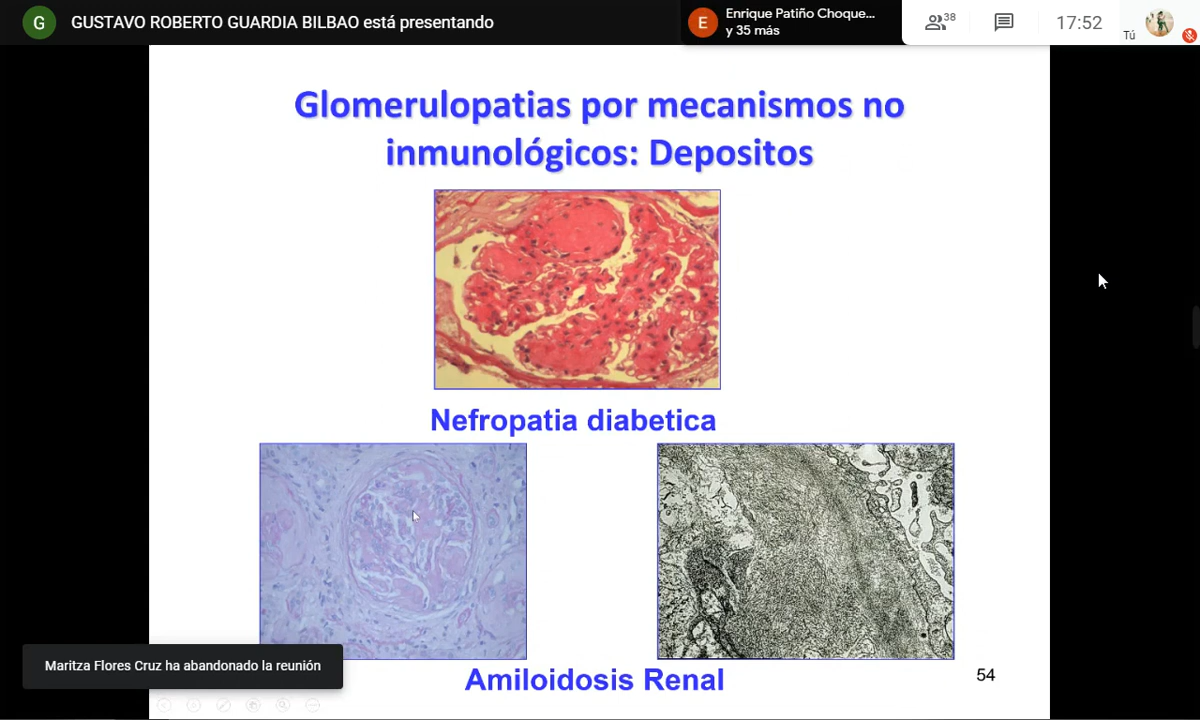 G
GUSTAVO ROBERTO GUARDIA BILBAO está presentando
E
Enrique Patiño Choque...
y 35 más
38
17:52
Tú
Glomerulopatias por mecanismos no
inmunológicos: Depositos
Nefropatia diabetica
Maritza Flores Cruz ha abandonado la reunión
Amiloidosis Renal
54